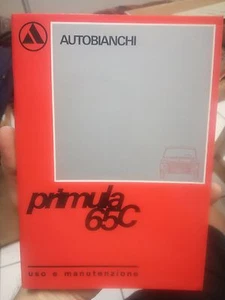 AUTOBIANCHI
primula
65C
uso e manutenzione